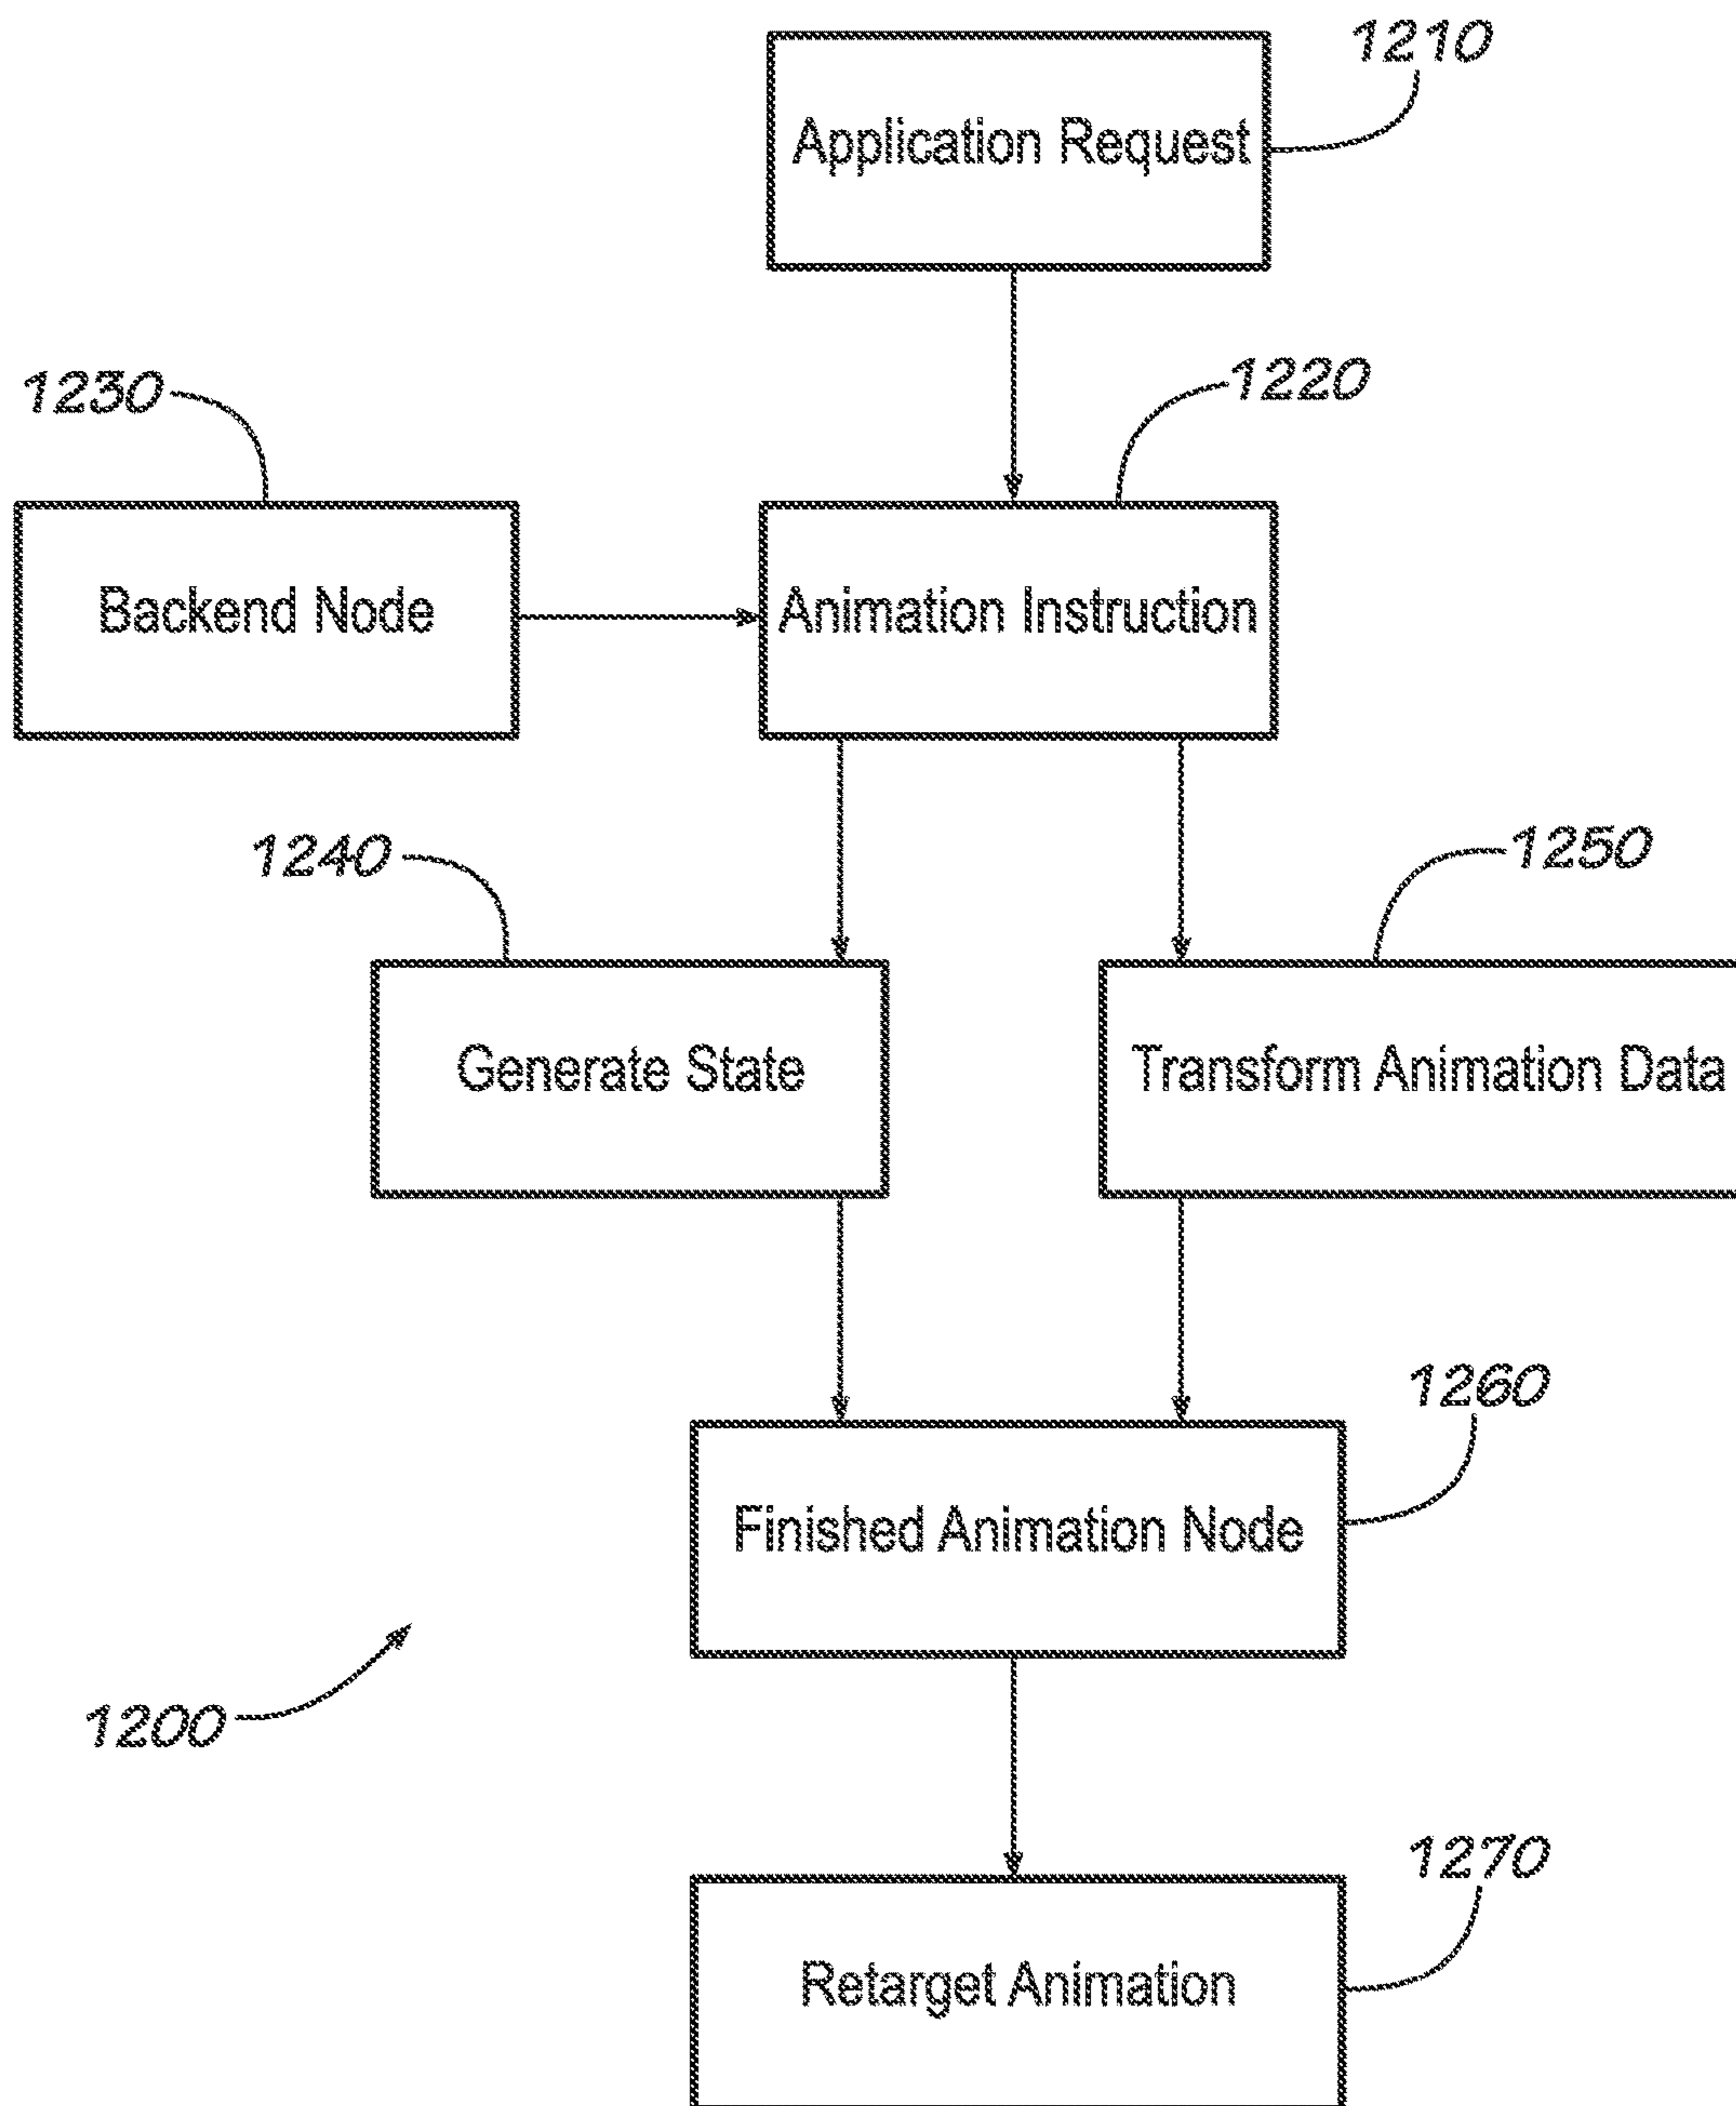 1210
Application Request
1230
1220
Backend Node
Animation Instruction
1240
1250
Generate State
Transform Animation Data
1260
Finished Animation Node
1200
1270
Retarget Animation